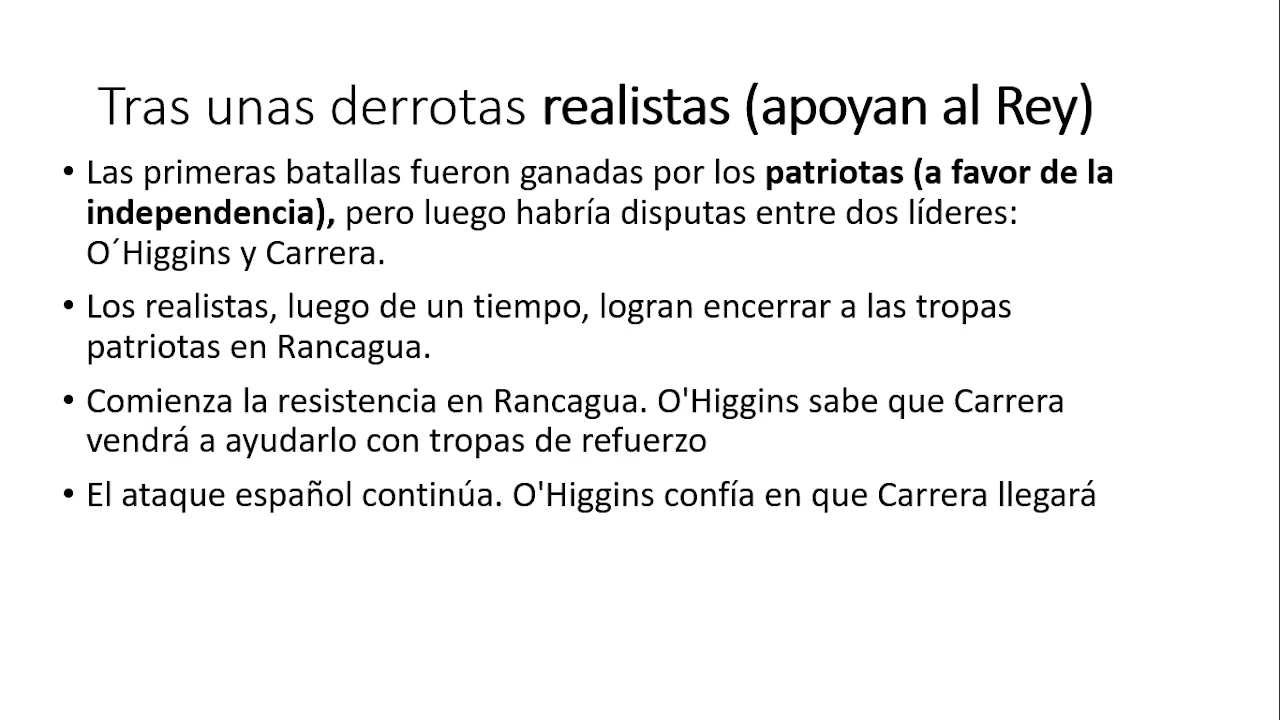 Tras unas derrotas realistas (apoyan al Rey)
• Las primeras batallas fueron ganadas por los patriotas (a favor de la
independencia), pero luego habría disputas entre dos líderes:
O´Higgins y Carrera.
• Los realistas, luego de un tiempo, logran encerrar a las tropas
patriotas en Rancagua.
• Comienza la resistencia en Rancagua. O'Higgins sabe que Carrera
vendrá a ayudarlo con tropas de refuerzo
• El ataque español continúa. O'Higgins confía en que Carrera llegará